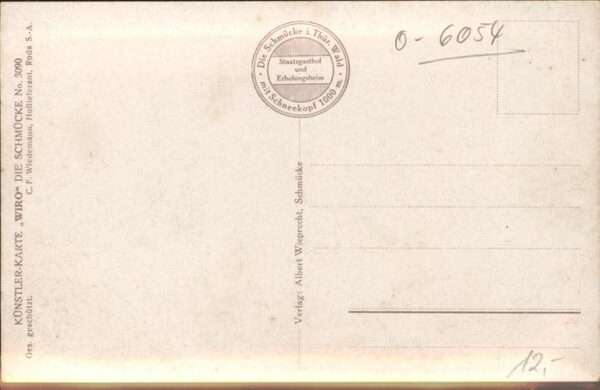 KÜNSTLER-KARTE „WIRO“ DIE SCHMÜCKE No. 3090
C. F. Wiedemann, Hoflieferant, Roda S.-A.
Ges. geschützt.
Die Schmücke i. Thür. Wald
Staatsgasthof
und
Erholungsheim
mit Schneekopf 1000 m.
Verlag: Albert Wieprecht, Schmücke
O - 6054
12,-